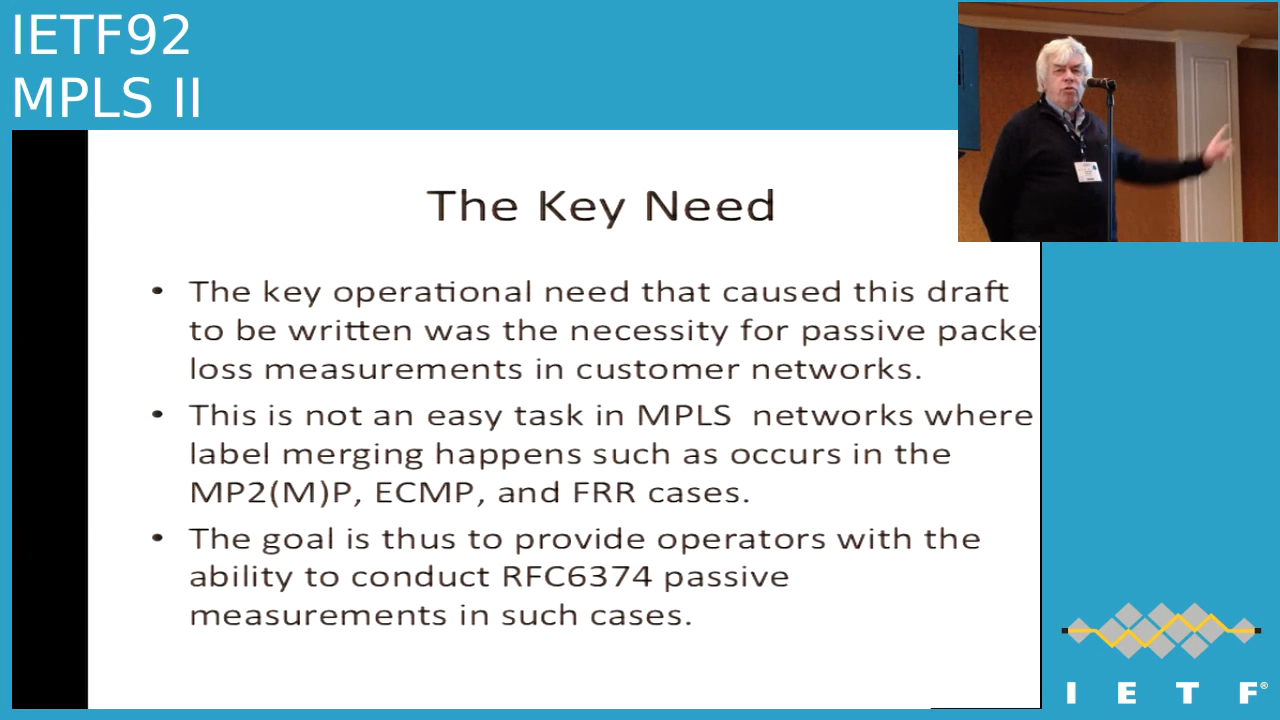 IETF92
MPLS II
The Key Need
• The key operational need that caused this draft
to be written was the necessity for passive packe
loss measurements in customer networks.
• This is not an easy task in MPLS networks where
label merging happens such as occurs in the
MP2(M)P, ECMP, and FRR cases.
• The goal is thus to provide operators with the
ability to conduct RFC6374 passive
measurements in such cases.
I E T F®